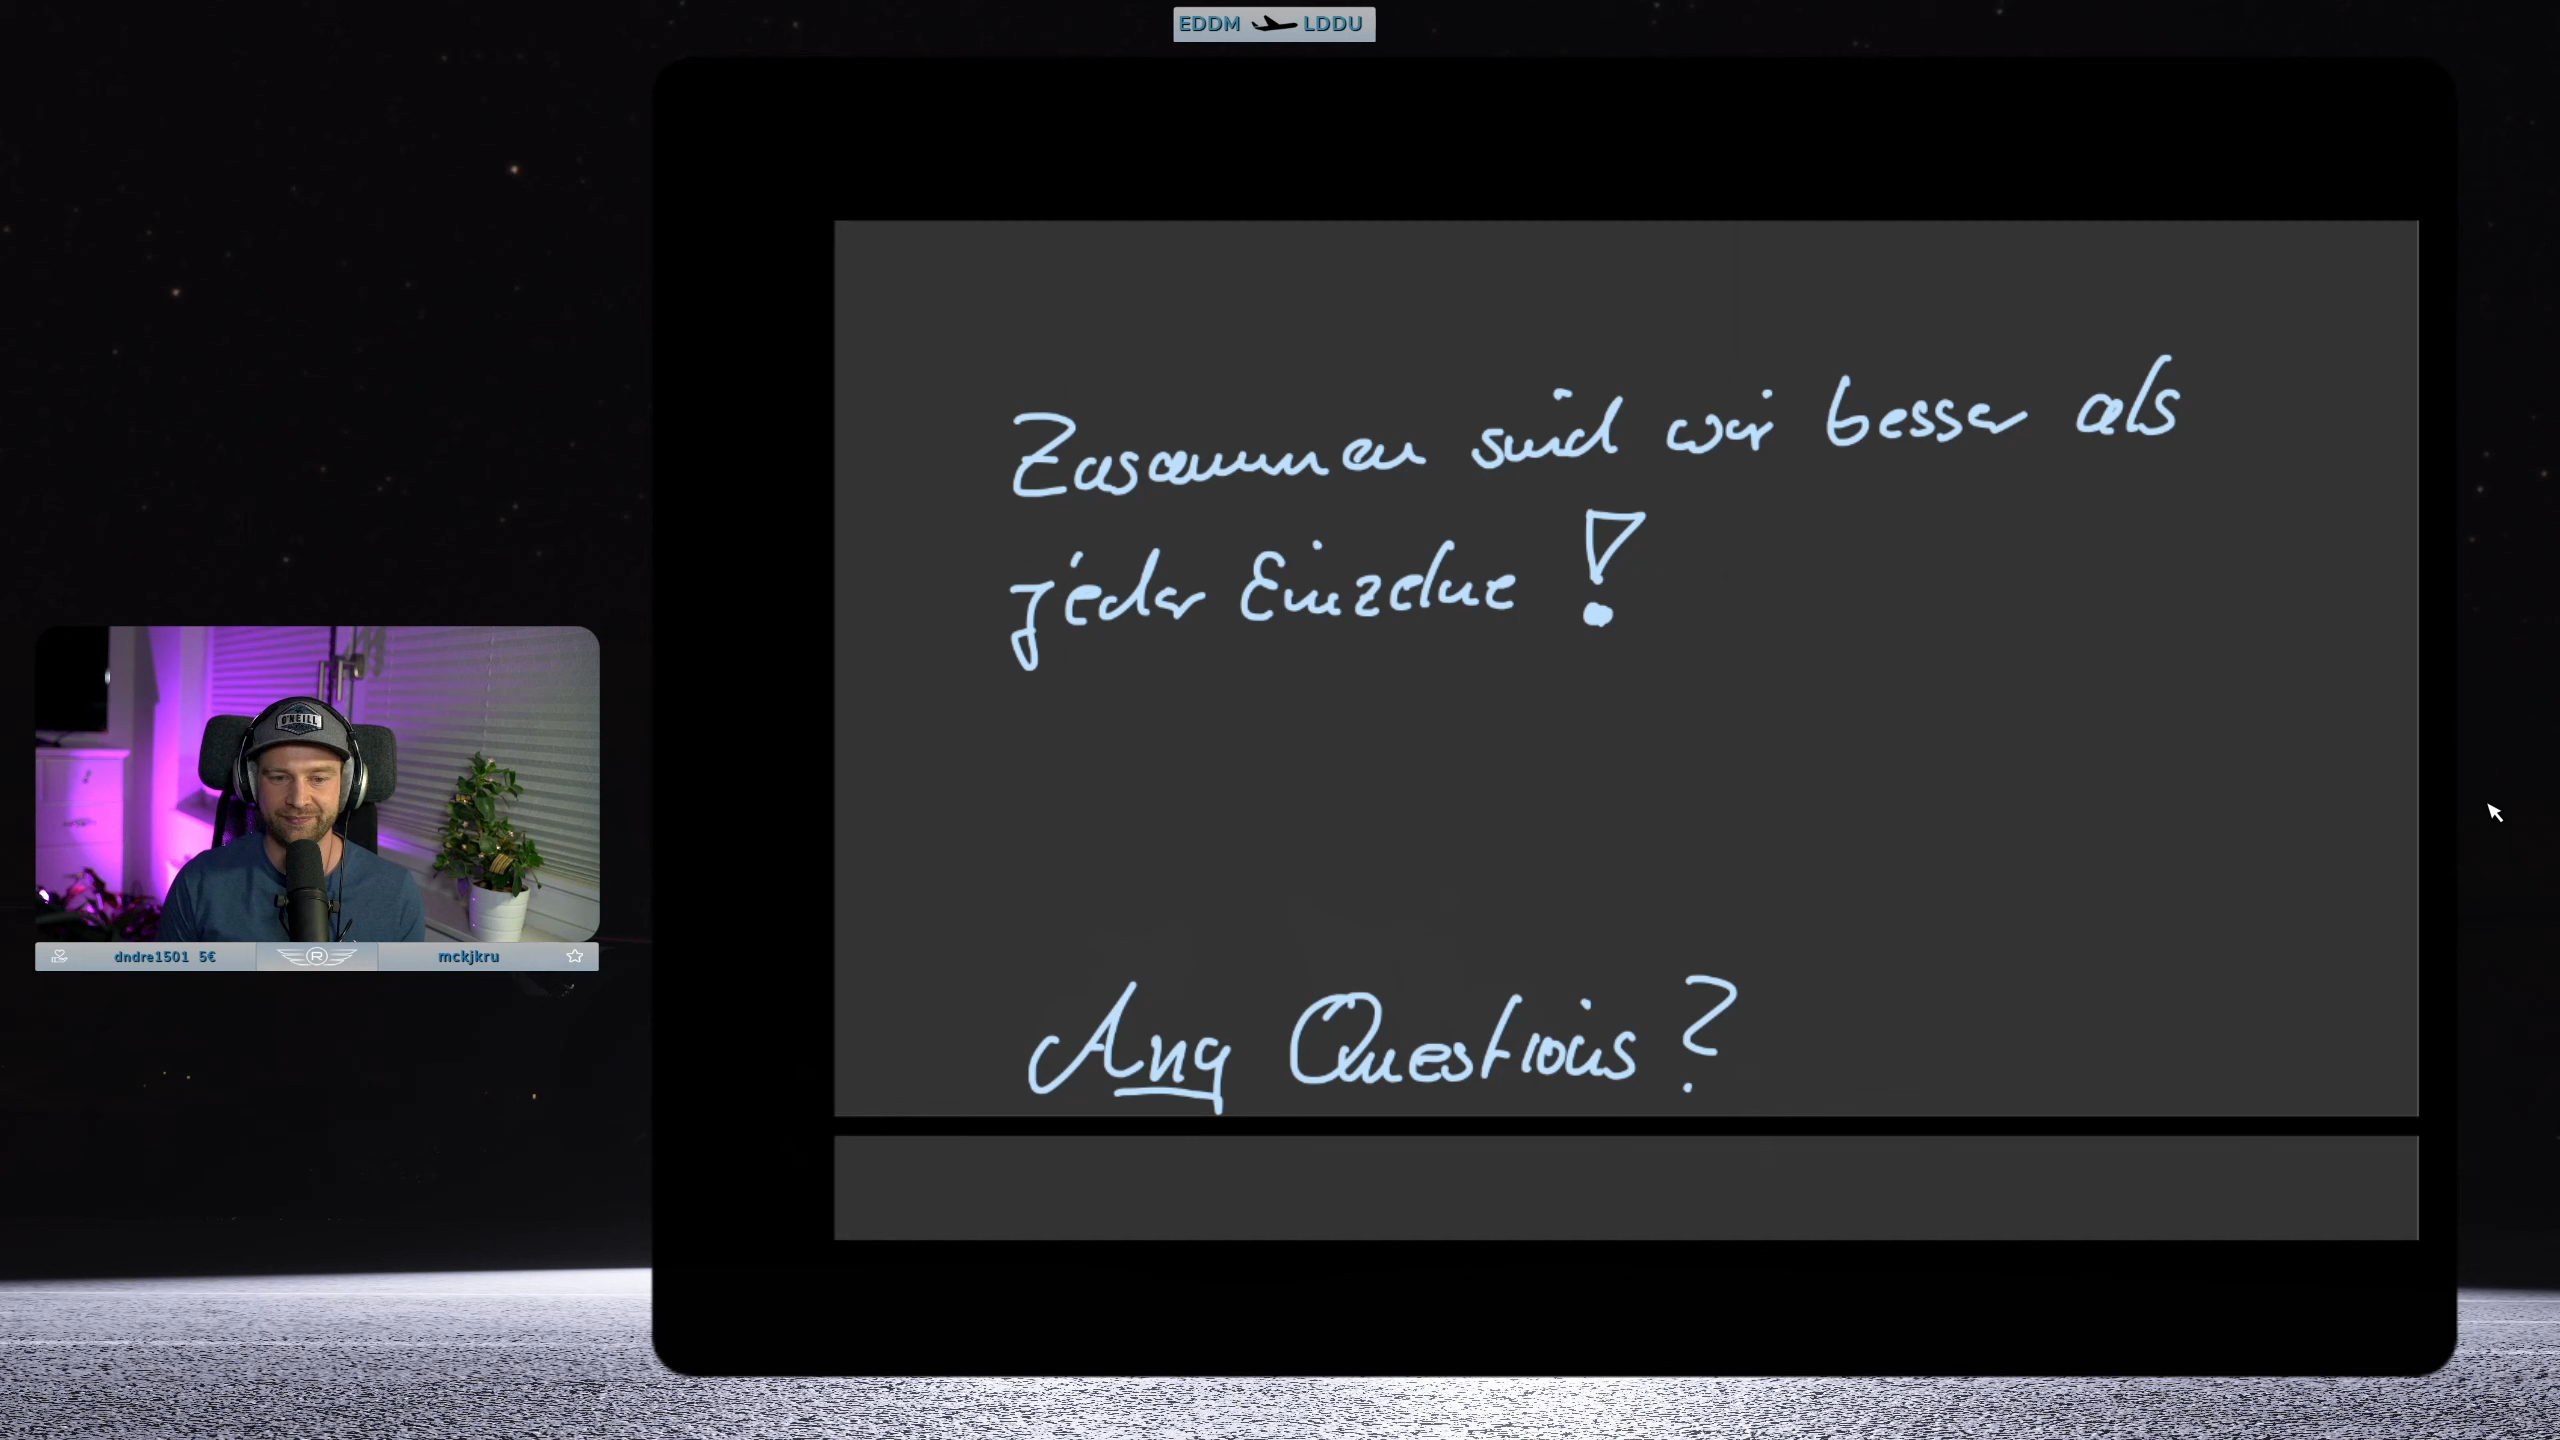 EDDM LDDU
Zusammen sind wir besser als
jeder Einzelne!
O'NEILL
dndre1501 5€ R mckjkru
Any Questions?